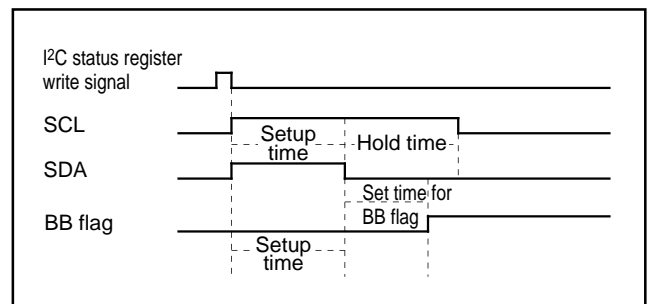 I2C status register
write signal
SCL
Setup
time
Hold time
SDA
Set time for
BB flag
BB flag
Setup
time